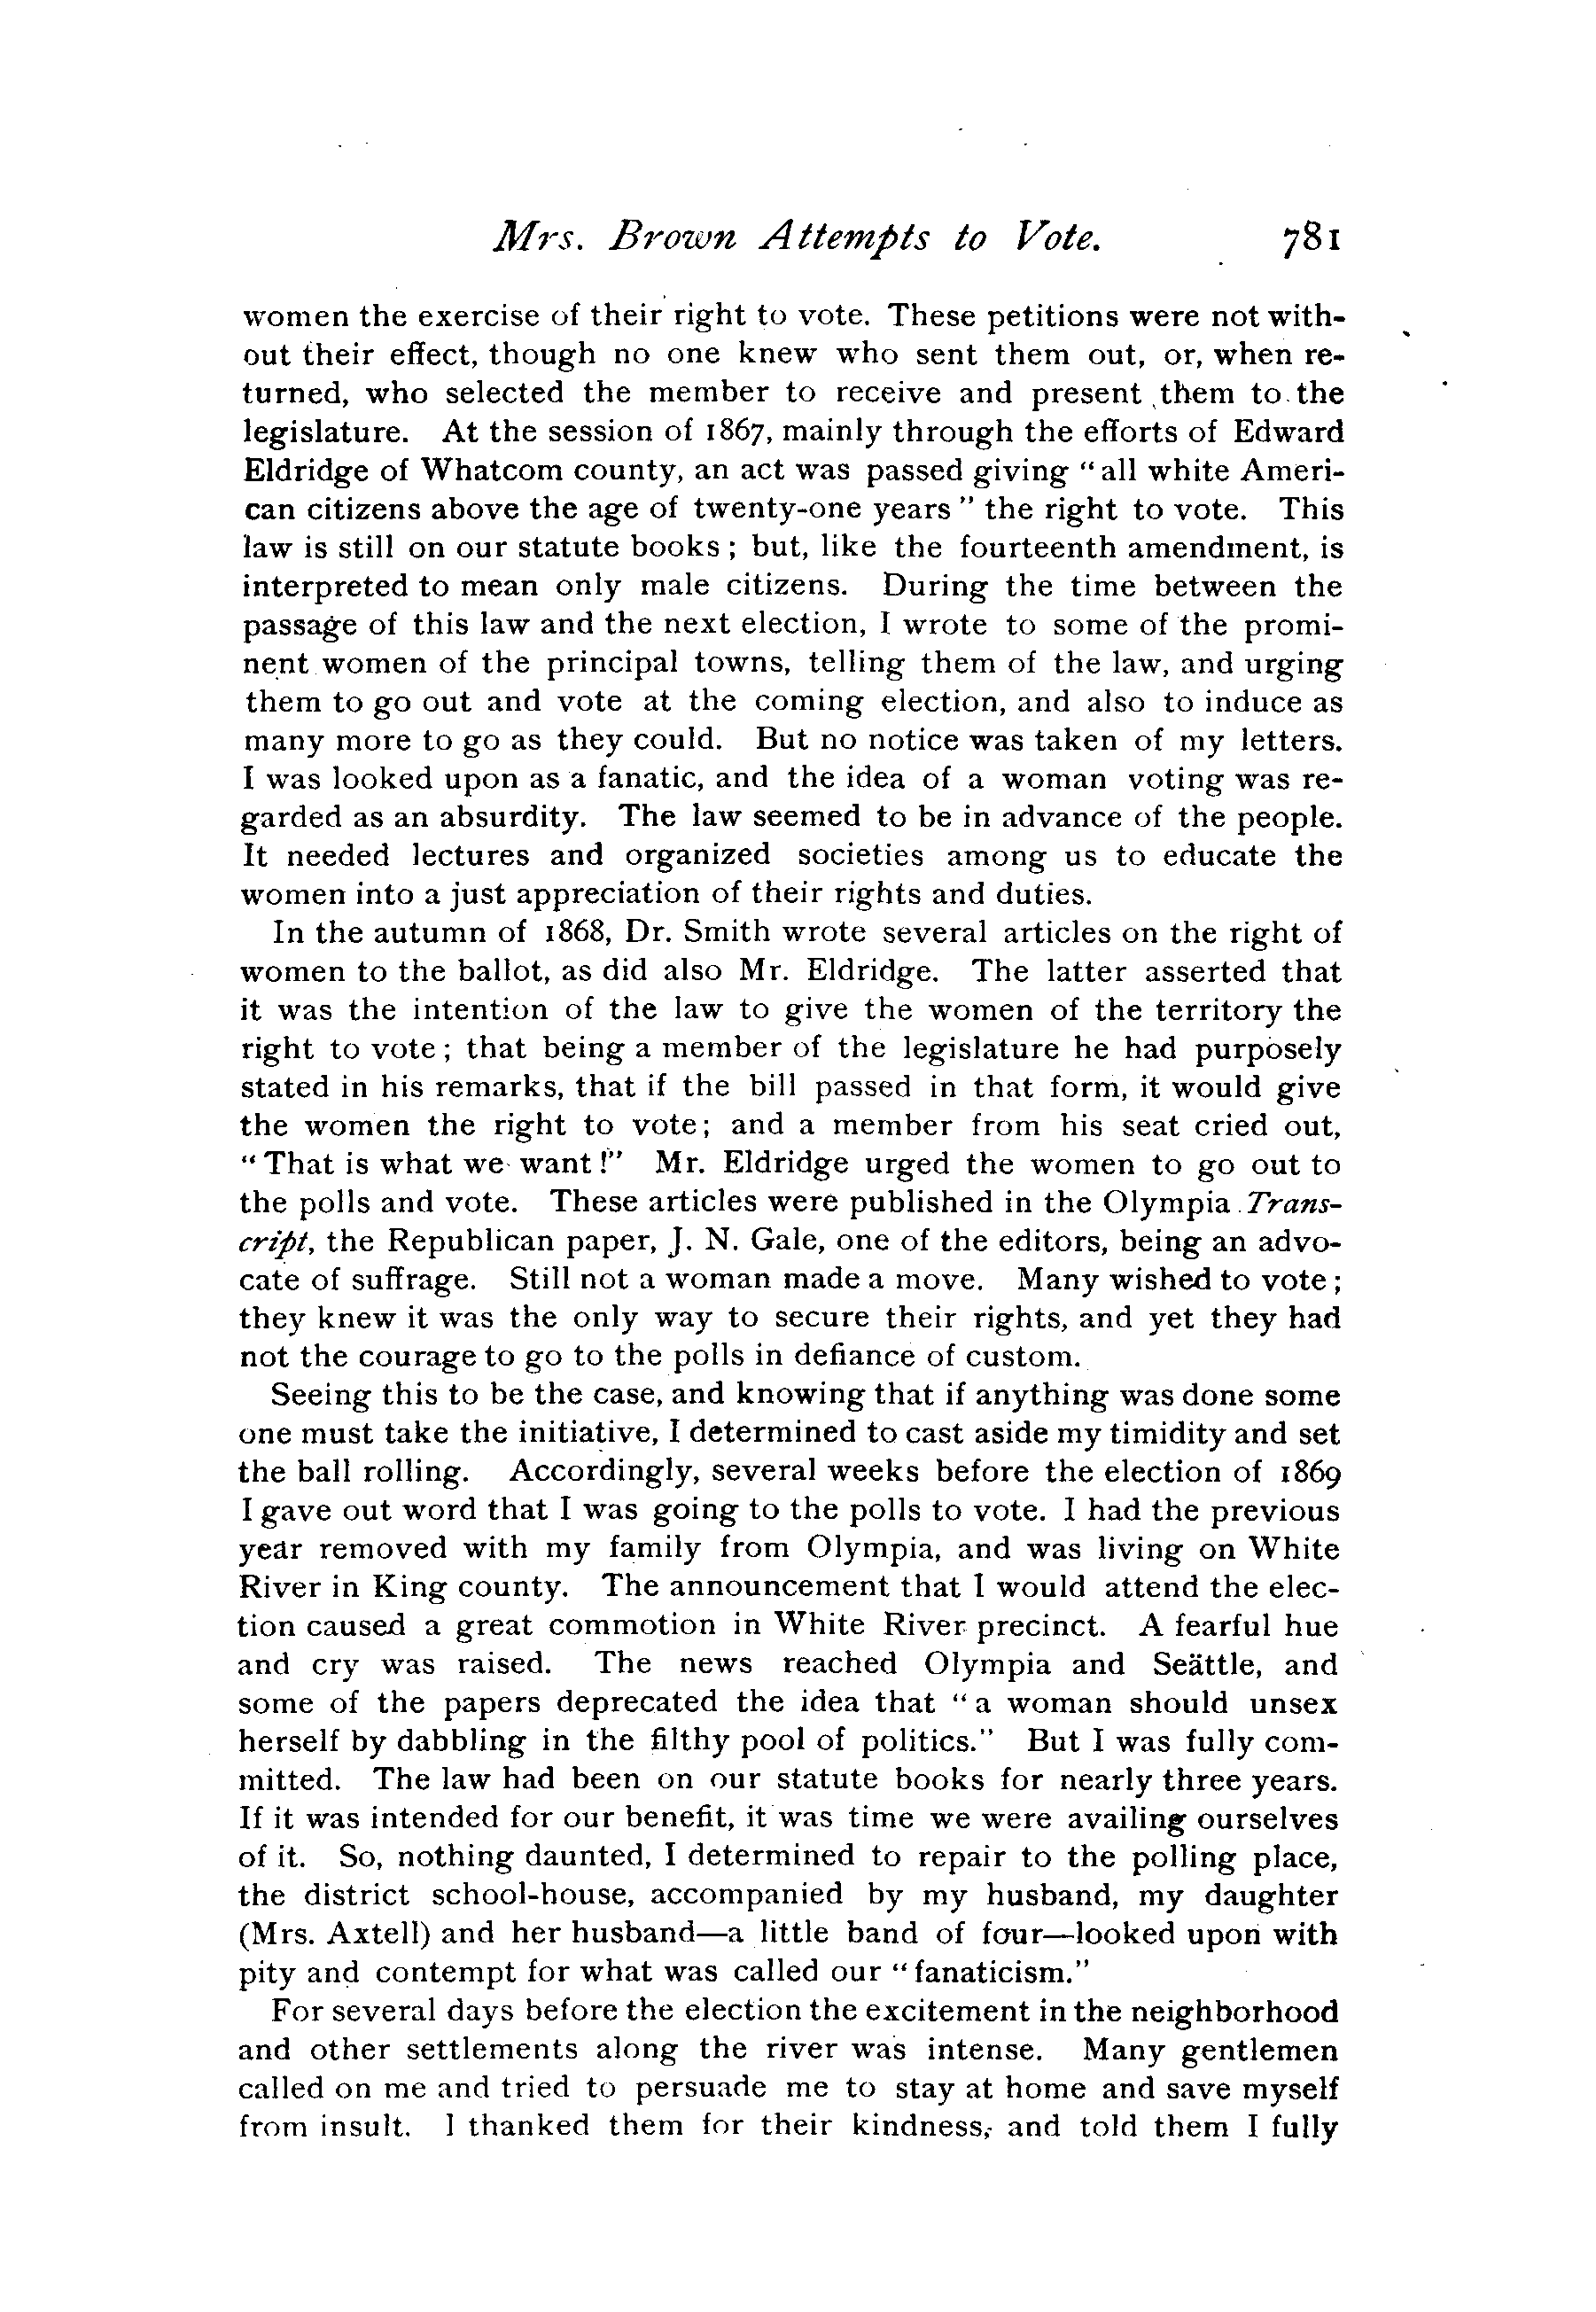 Mrs. Brown Attempts to Vote. 781
women the exercise of their right to vote. These petitions were not with-
out their effect, though no one knew who sent them out, or, when re-
turned, who selected the member to receive and present them to the
legislature. At the session of 1867, mainly through the efforts of Edward
Eldridge of Whatcom county, an act was passed giving "all white Ameri-
can citizens above the age of twenty-one years" the right to vote. This
law is still on our statute books; but, like the fourteenth amendment, is
interpreted to mean only male citizens. During the time between the
passage of this law and the next election, I wrote to some of the promi-
nent women of the principal towns, telling them of the law, and urging
them to go out and vote at the coming election, and also to induce as
many more to go as they could. But no notice was taken of my letters.
I was looked upon as a fanatic, and the idea of a woman voting was re-
garded as an absurdity. The law seemed to be in advance of the people.
It needed lectures and organized societies among us to educate the
women into a just appreciation of their rights and duties.
In the autumn of 1868, Dr. Smith wrote several articles on the right of
women to the ballot, as did also Mr. Eldridge. The latter asserted that
it was the intention of the law to give the women of the territory the
right to vote; that being a member of the legislature he had purposely
stated in his remarks, that if the bill passed in that form, it would give
the women the right to vote; and a member from his seat cried out,
"That is what we want!" Mr. Eldridge urged the women to go out to
the polls and vote. These articles were published in the Olympia Trans-
cript, the Republican paper, J. N. Gale, one of the editors, being an advo-
cate of suffrage. Still not a woman made a move. Many wished to vote;
they knew it was the only way to secure their rights, and yet they had
not the courage to go to the polls in defiance of custom.
Seeing this to be the case, and knowing that if anything was done some
one must take the initiative, I determined to cast aside my timidity and set
the ball rolling. Accordingly, several weeks before the election of 1869
I gave out word that I was going to the polls to vote. I had the previous
year removed with my family from Olympia, and was living on White
River in King county. The announcement that I would attend the elec-
tion caused a great commotion in White River precinct. A fearful hue
and cry was raised. The news reached Olympia and Seattle, and
some of the papers deprecated the idea that "a woman should unsex
herself by dabbling in the filthy pool of politics." But I was fully com-
mitted. The law had been on our statute books for nearly three years.
If it was intended for our benefit, it was time we were availing ourselves
of it. So, nothing daunted, I determined to repair to the polling place,
the district school-house, accompanied by my husband, my daughter
(Mrs. Axtell) and her husband—a little band of four—looked upon with
pity and contempt for what was called our "fanaticism."
For several days before the election the excitement in the neighborhood
and other settlements along the river was intense. Many gentlemen
called on me and tried to persuade me to stay at home and save myself
from insult. I thanked them for their kindness, and told them I fully